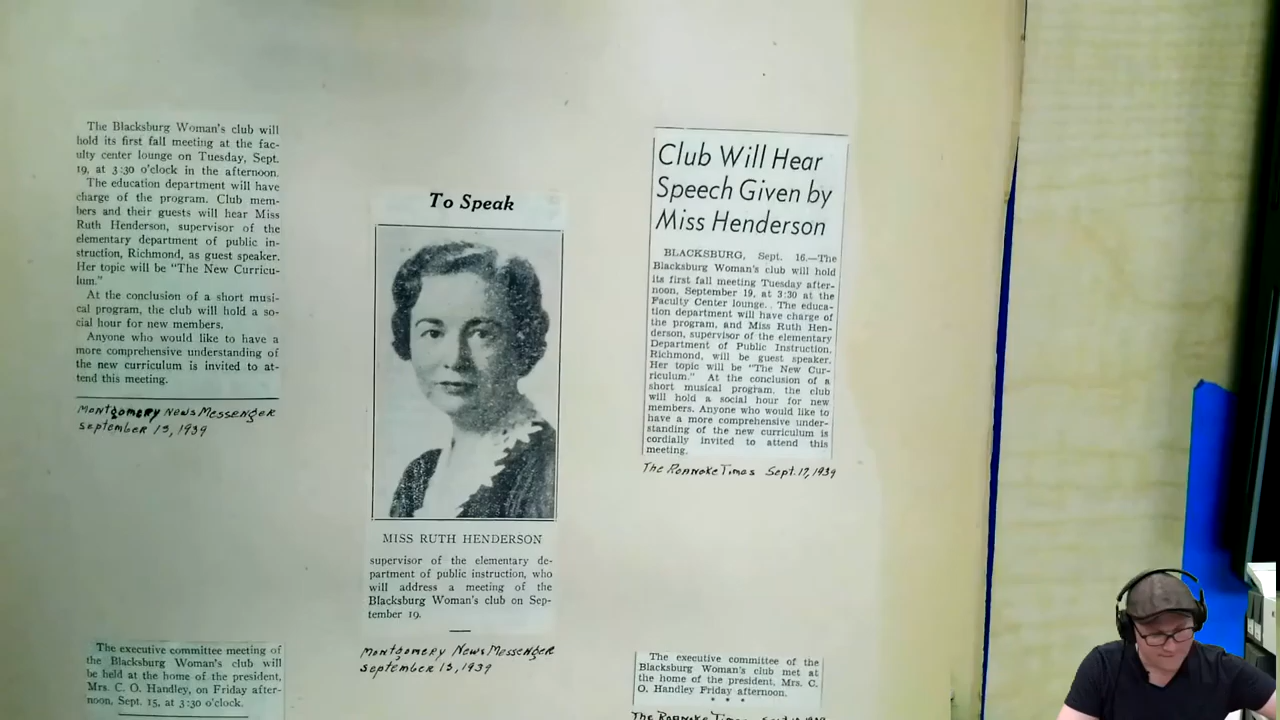 The Blacksburg Woman's club will
hold its first fall meeting at the fac-
ulty center lounge on Tuesday, Sept.
19, at 3:30 o'clock in the afternoon.
The education department will have
charge of the program. Club mem-
bers and their guests will hear Miss
Ruth Henderson, supervisor of the
elementary department of public in-
struction, Richmond, as guest speaker.
Her topic will be "The New Curricu-
lum."
At the conclusion of a short musi-
cal program, the club will hold a so-
cial hour for new members.
Anyone who would like to have a
more comprehensive understanding of
the new curriculum is invited to at-
tend this meeting.
Montgomery News Messenger
September 15, 1939
The executive committee meeting of
the Blacksburg Woman's club will
be held at the home of the president,
Mrs. C. O. Handley, on Friday after-
noon, Sept. 15, at 3:30 o'clock.
To Speak
MISS RUTH HENDERSON
supervisor of the elementary de-
partment of public instruction, who
will address a meeting of the
Blacksburg Woman's club on Sep-
tember 19.
Montgomery News Messenger
September 15, 1939
Club Will Hear
Speech Given by
Miss Henderson
BLACKSBURG, Sept. 16.—The
Blacksburg Woman's club will hold
its first fall meeting Tuesday after-
noon, September 19, at 3:30 at the
Faculty Center lounge. The educa-
tion department will have charge of
the program, and Miss Ruth Hen-
derson, supervisor of the elementary
Department of Public Instruction,
Richmond, will be guest speaker.
Her topic will be "The New Cur-
riculum." At the conclusion of a
short musical program, the club
will hold a social hour for new
members. Anyone who would like to
have a more comprehensive under-
standing of the new curriculum is
cordially invited to attend this
meeting.
The Roanoke Times Sept. 17, 1939
The executive committee of the
Blacksburg Woman's club met at
the home of the president, Mrs. C.
O. Handley Friday afternoon.
The Roanoke Times